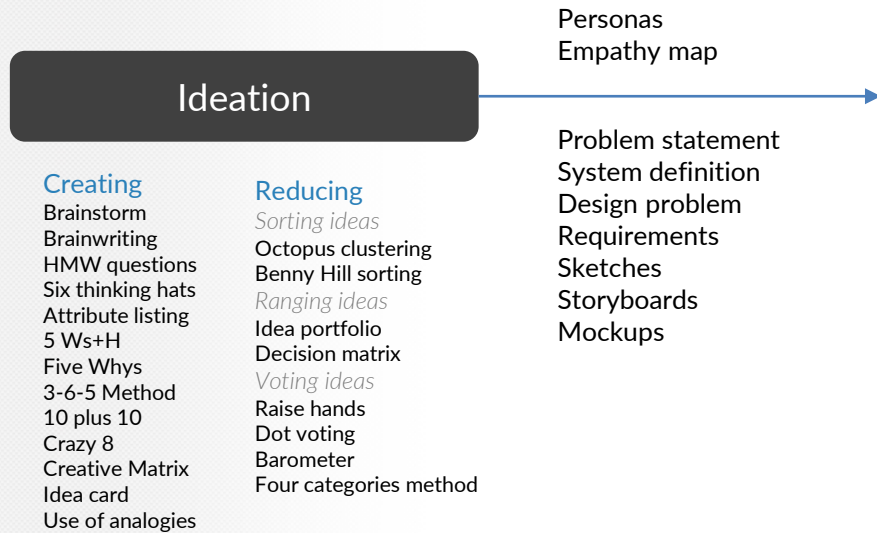 Personas
Empathy map
Ideation
Problem statement
System definition
Design problem
Requirements
Sketches
Storyboards
Mockups
Creating
Brainstorm
Brainwriting
HMW questions
Six thinking hats
Attribute listing
5 Ws+H
Five Whys
3-6-5 Method
10 plus 10
Crazy 8
Creative Matrix
Idea card
Use of analogies
Reducing
Sorting ideas
Octopus clustering
Benny Hill sorting
Ranging ideas
Idea portfolio
Decision matrix
Voting ideas
Raise hands
Dot voting
Barometer
Four categories method